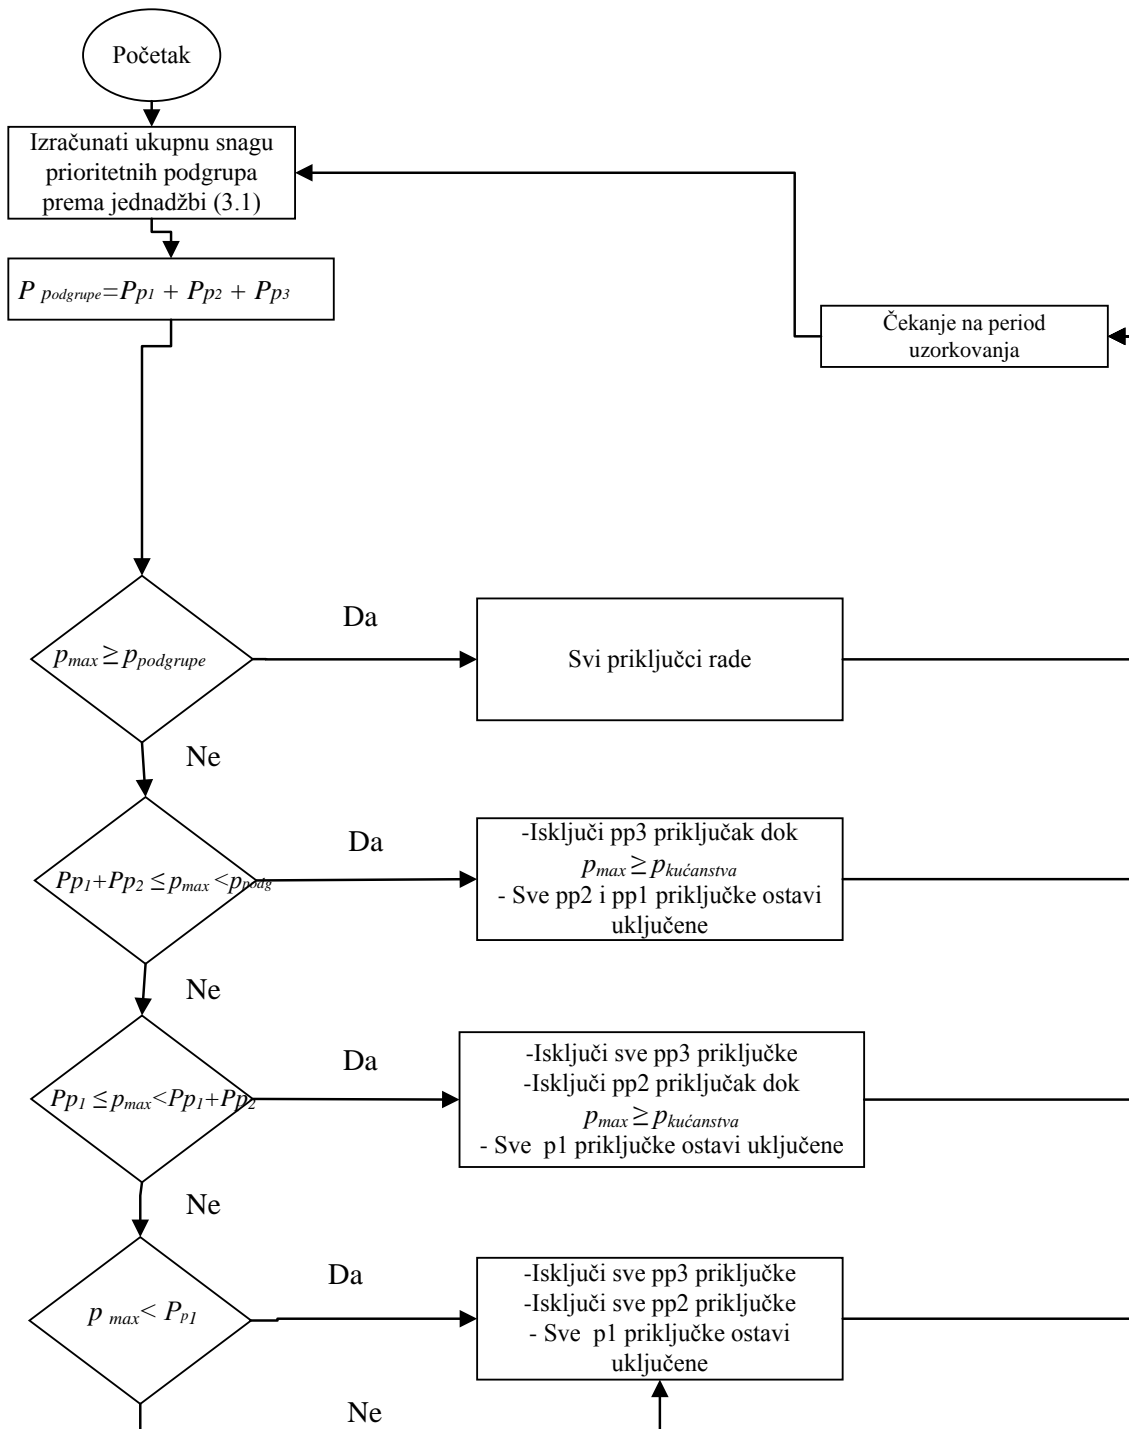 Početak
Izračunati ukupnu snagu
prioritetnih podgrupa
prema jednadžbi (3.1)
P podgrupe=Pp1 + Pp2 + Pp3
Čekanje na period
uzorkovanja
pmax ≥ ppodgrupe
Da
Svi priključci rade
Ne
Pp1+Pp2 ≤ pmax <ppodg
Da
-Isključi pp3 priključak dok
pmax ≥ pkućanstva
- Sve pp2 i pp1 priključke ostavi
uključene
Ne
Pp1 ≤ pmax<Pp1+Pp2
Da
-Isključi sve pp3 priključke
-Isključi pp2 priključak dok
pmax ≥ pkućanstva
- Sve p1 priključke ostavi uključene
Ne
p max< Pp1
Da
-Isključi sve pp3 priključke
-Isključi sve pp2 priključke
- Sve p1 priključke ostavi
uključene
Ne